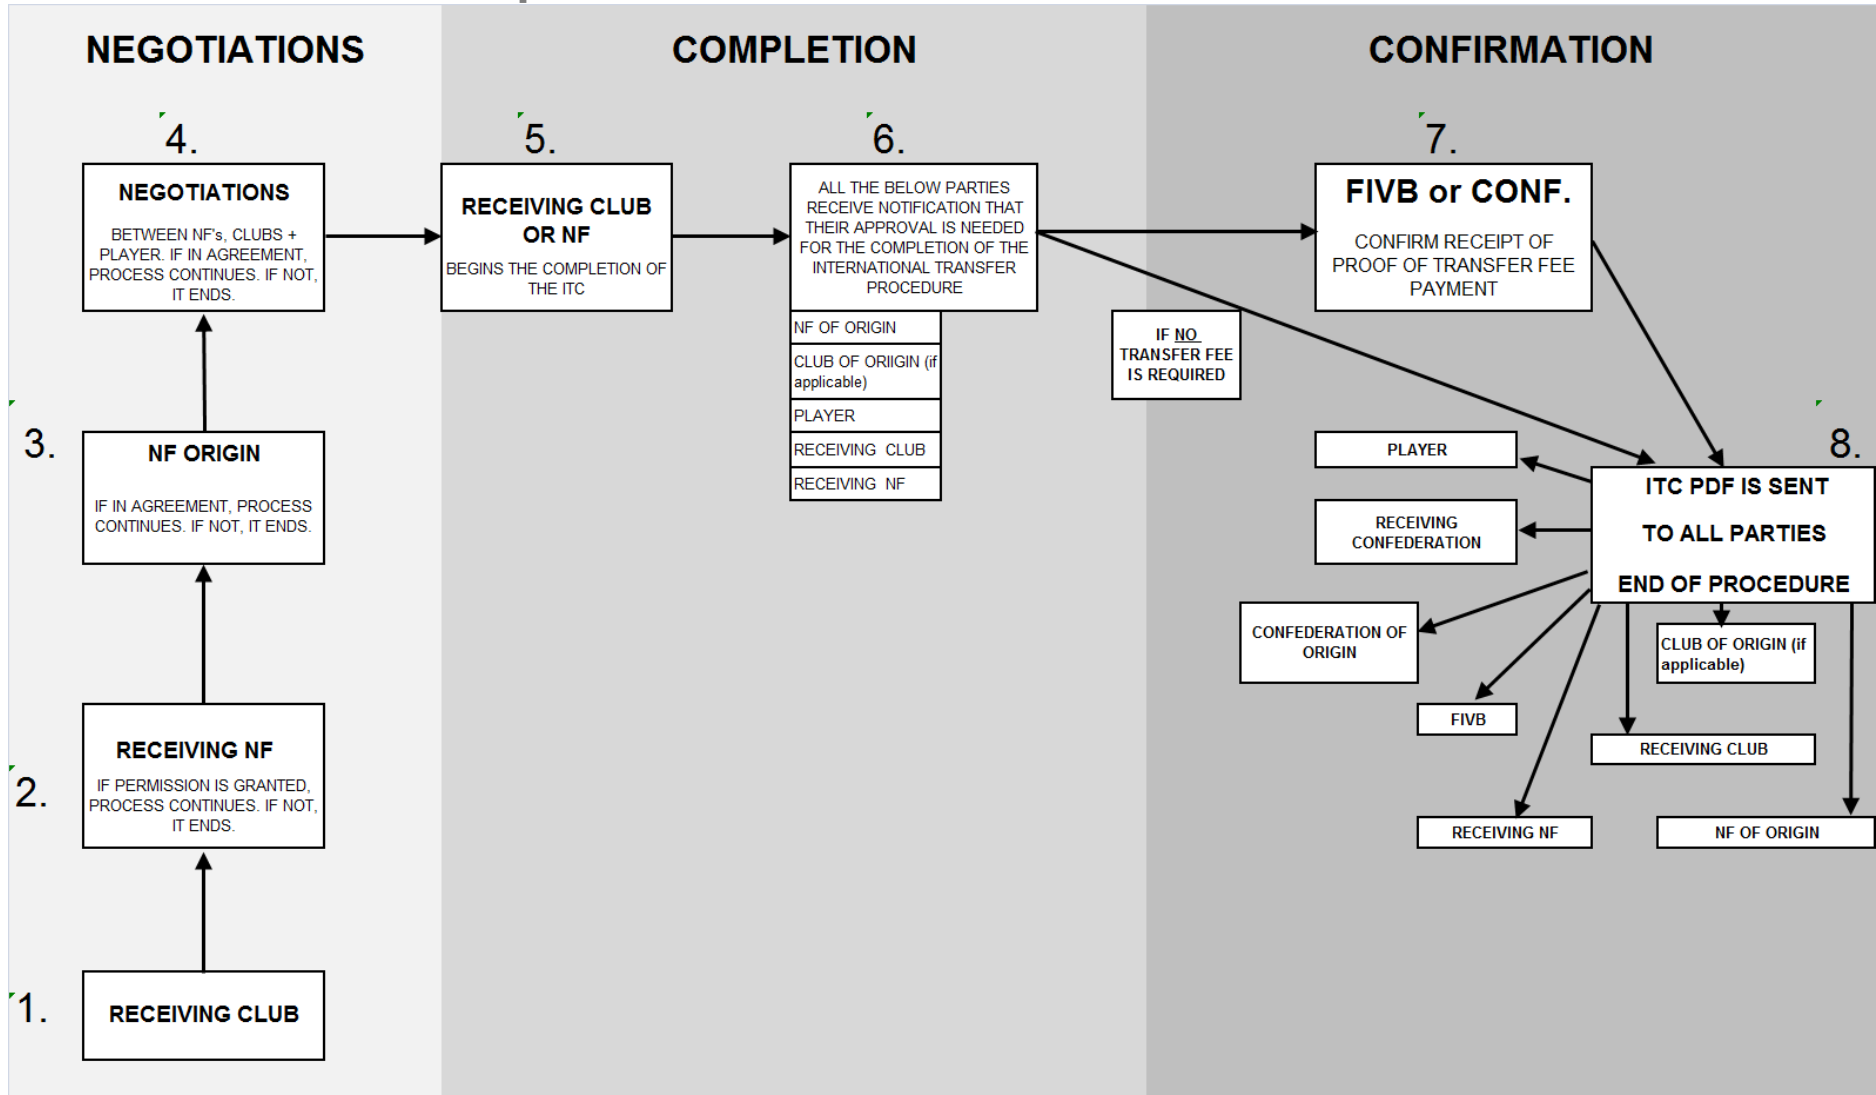 NEGOTIATIONS
COMPLETION
CONFIRMATION
4.
NEGOTIATIONS
BETWEEN NF's, CLUBS +
PLAYER. IF IN AGREEMENT,
PROCESS CONTINUES. IF NOT,
IT ENDS.
5.
RECEIVING CLUB
OR NF
BEGINS THE COMPLETION OF
THE ITC
6.
ALL THE BELOW PARTIES
RECEIVE NOTIFICATION THAT
THEIR APPROVAL IS NEEDED
FOR THE COMPLETION OF THE
INTERNATIONAL TRANSFER
PROCEDURE
NF OF ORIGIN
CLUB OF ORIIGIN (if
applicable)
PLAYER
RECEIVING CLUB
RECEIVING NF
7.
FIVB or CONF.
CONFIRM RECEIPT OF
PROOF OF TRANSFER FEE
PAYMENT
IF NO
TRANSFER FEE
IS REQUIRED
3.
NF ORIGIN
IF IN AGREEMENT, PROCESS
CONTINUES. IF NOT, IT ENDS.
8.
ITC PDF IS SENT
TO ALL PARTIES
END OF PROCEDURE
PLAYER
RECEIVING
CONFEDERATION
CONFEDERATION OF
ORIGIN
FIVB
RECEIVING NF
RECEIVING CLUB
CLUB OF ORIGIN (if
applicable)
NF OF ORIGIN
2.
RECEIVING NF
IF PERMISSION IS GRANTED,
PROCESS CONTINUES. IF NOT,
IT ENDS.
1.
RECEIVING CLUB